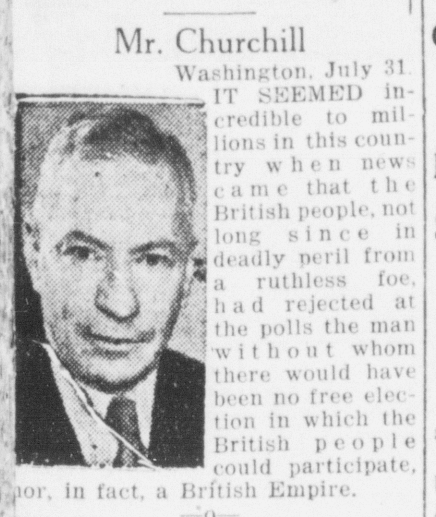 Mr. Churchill
Washington, July 31.
IT SEEMED in-
credible to mil-
lions in this coun-
try when news
came that the
British people, not
long since in
deadly peril from
a ruthless foe,
had rejected at
the polls the man
without whom
there would have
been no free elec-
tion in which the
British people
could participate,
nor, in fact, a British Empire.